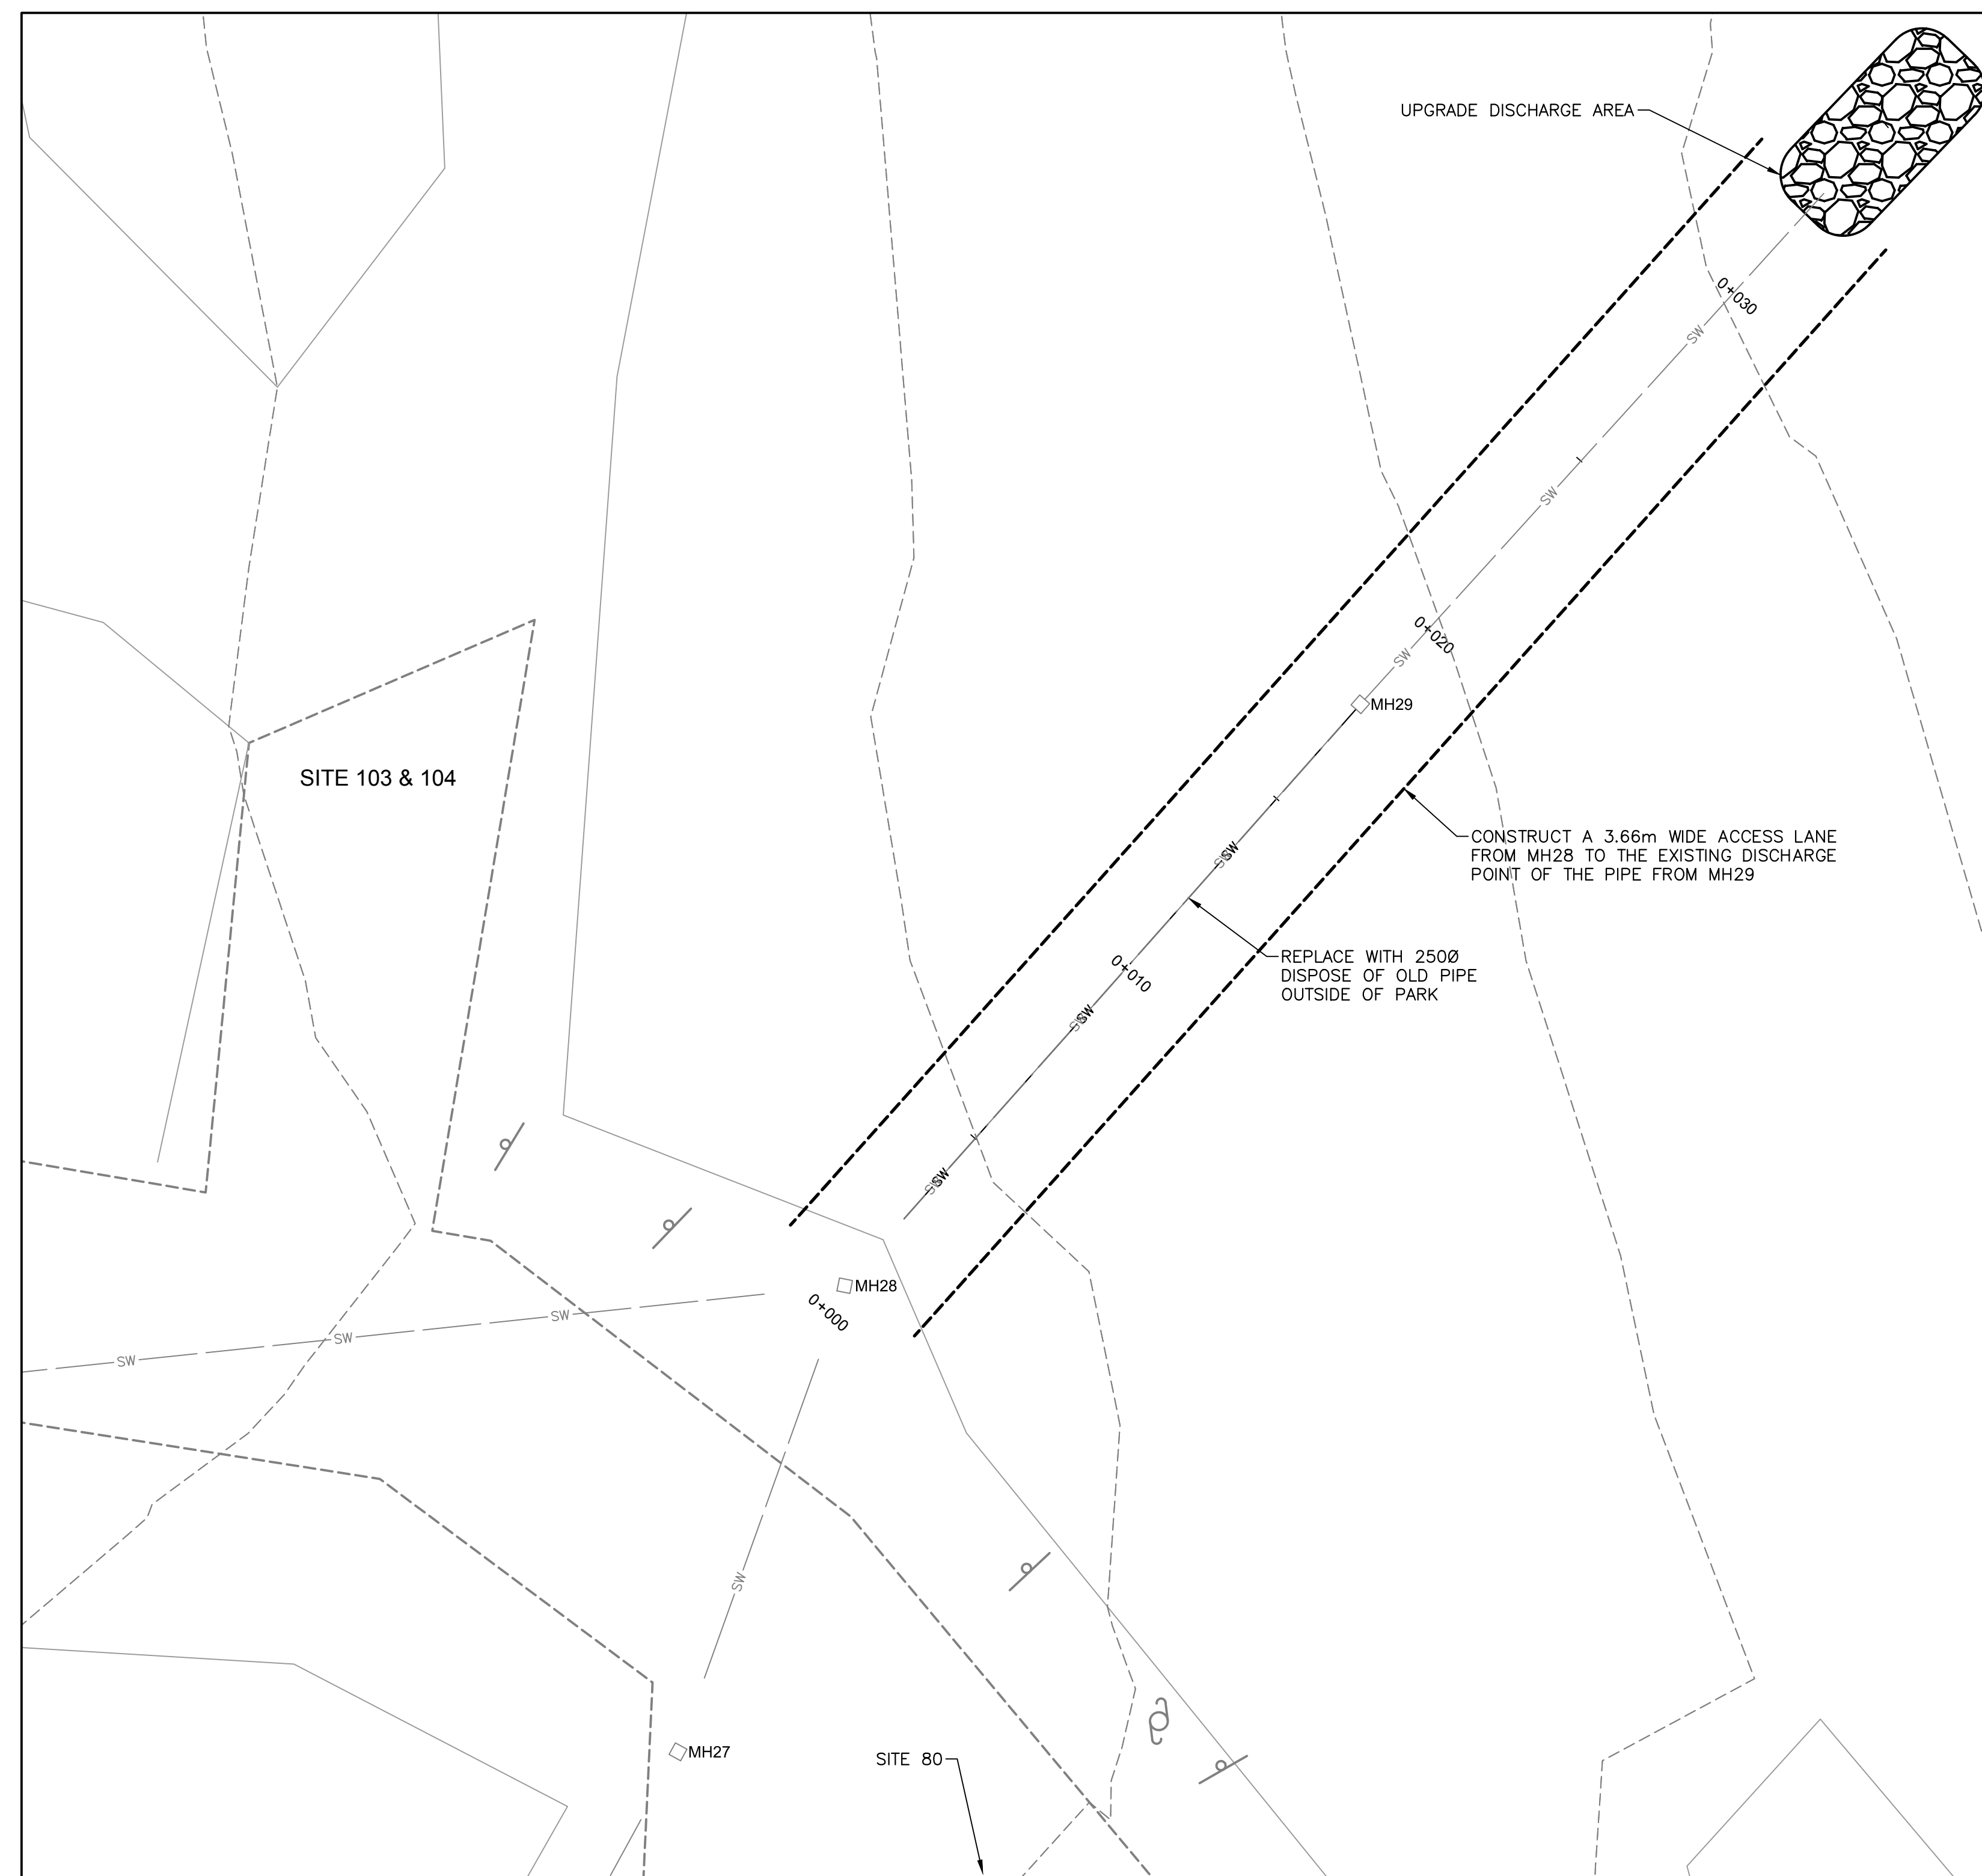 UPGRADE DISCHARGE AREA
0+030
SW
SW
0+020
SW
MH29
SITE 103 & 104
CONSTRUCT A 3.66m WIDE ACCESS LANE
FROM MH28 TO THE EXISTING DISCHARGE
POINT OF THE PIPE FROM MH29
SW
SW
REPLACE WITH 250Ø
DISPOSE OF OLD PIPE
OUTSIDE OF PARK
0+010
SW
SW
SW
SW
MH28
0+000
SW
SW
SW
SW
MH27
SITE 80